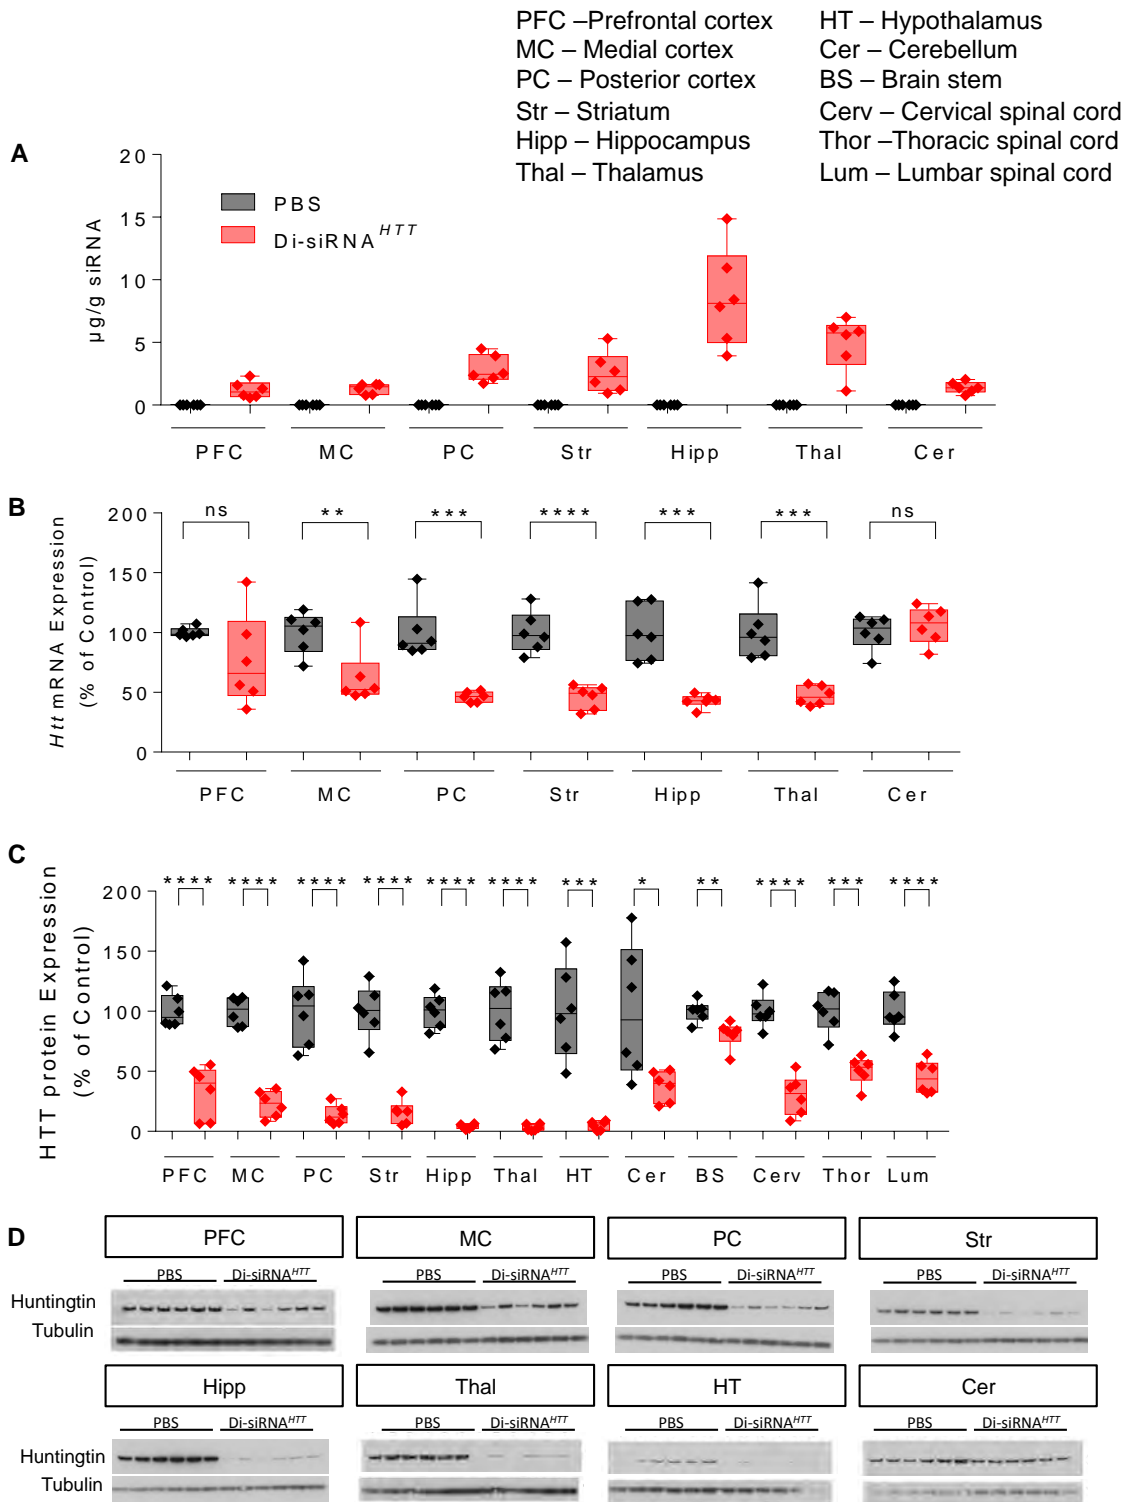 PFC –Prefrontal cortex
MC – Medial cortex
PC – Posterior cortex
Str – Striatum
Hipp – Hippocampus
Thal – Thalamus
HT – Hypothalamus
Cer – Cerebellum
BS – Brain stem
Cerv – Cervical spinal cord
Thor –Thoracic spinal cord
Lum – Lumbar spinal cord
A
µg/g siRNA
20
15
10
5
0
PBS
Di-siRNA^HTT
PFC MC PC Str Hipp Thal Cer
B
Htt mRNA Expression
(% of Control)
200
150
100
50
0
ns ** *** **** *** *** ns
PFC MC PC Str Hipp Thal Cer
C
HTT protein Expression
(% of Control)
200
150
100
50
0
**** **** **** **** **** **** *** * ** **** *** ****
PFC MC PC Str Hipp Thal HT Cer BS Cerv Thor Lum
D
PFC MC PC Str
PBS Di-siRNA^HTT PBS Di-siRNA^HTT PBS Di-siRNA^HTT PBS Di-siRNA^HTT
Huntingtin
Tubulin
Hipp Thal HT Cer
PBS Di-siRNA^HTT PBS Di-siRNA^HTT PBS Di-siRNA^HTT PBS Di-siRNA^HTT
Huntingtin
Tubulin